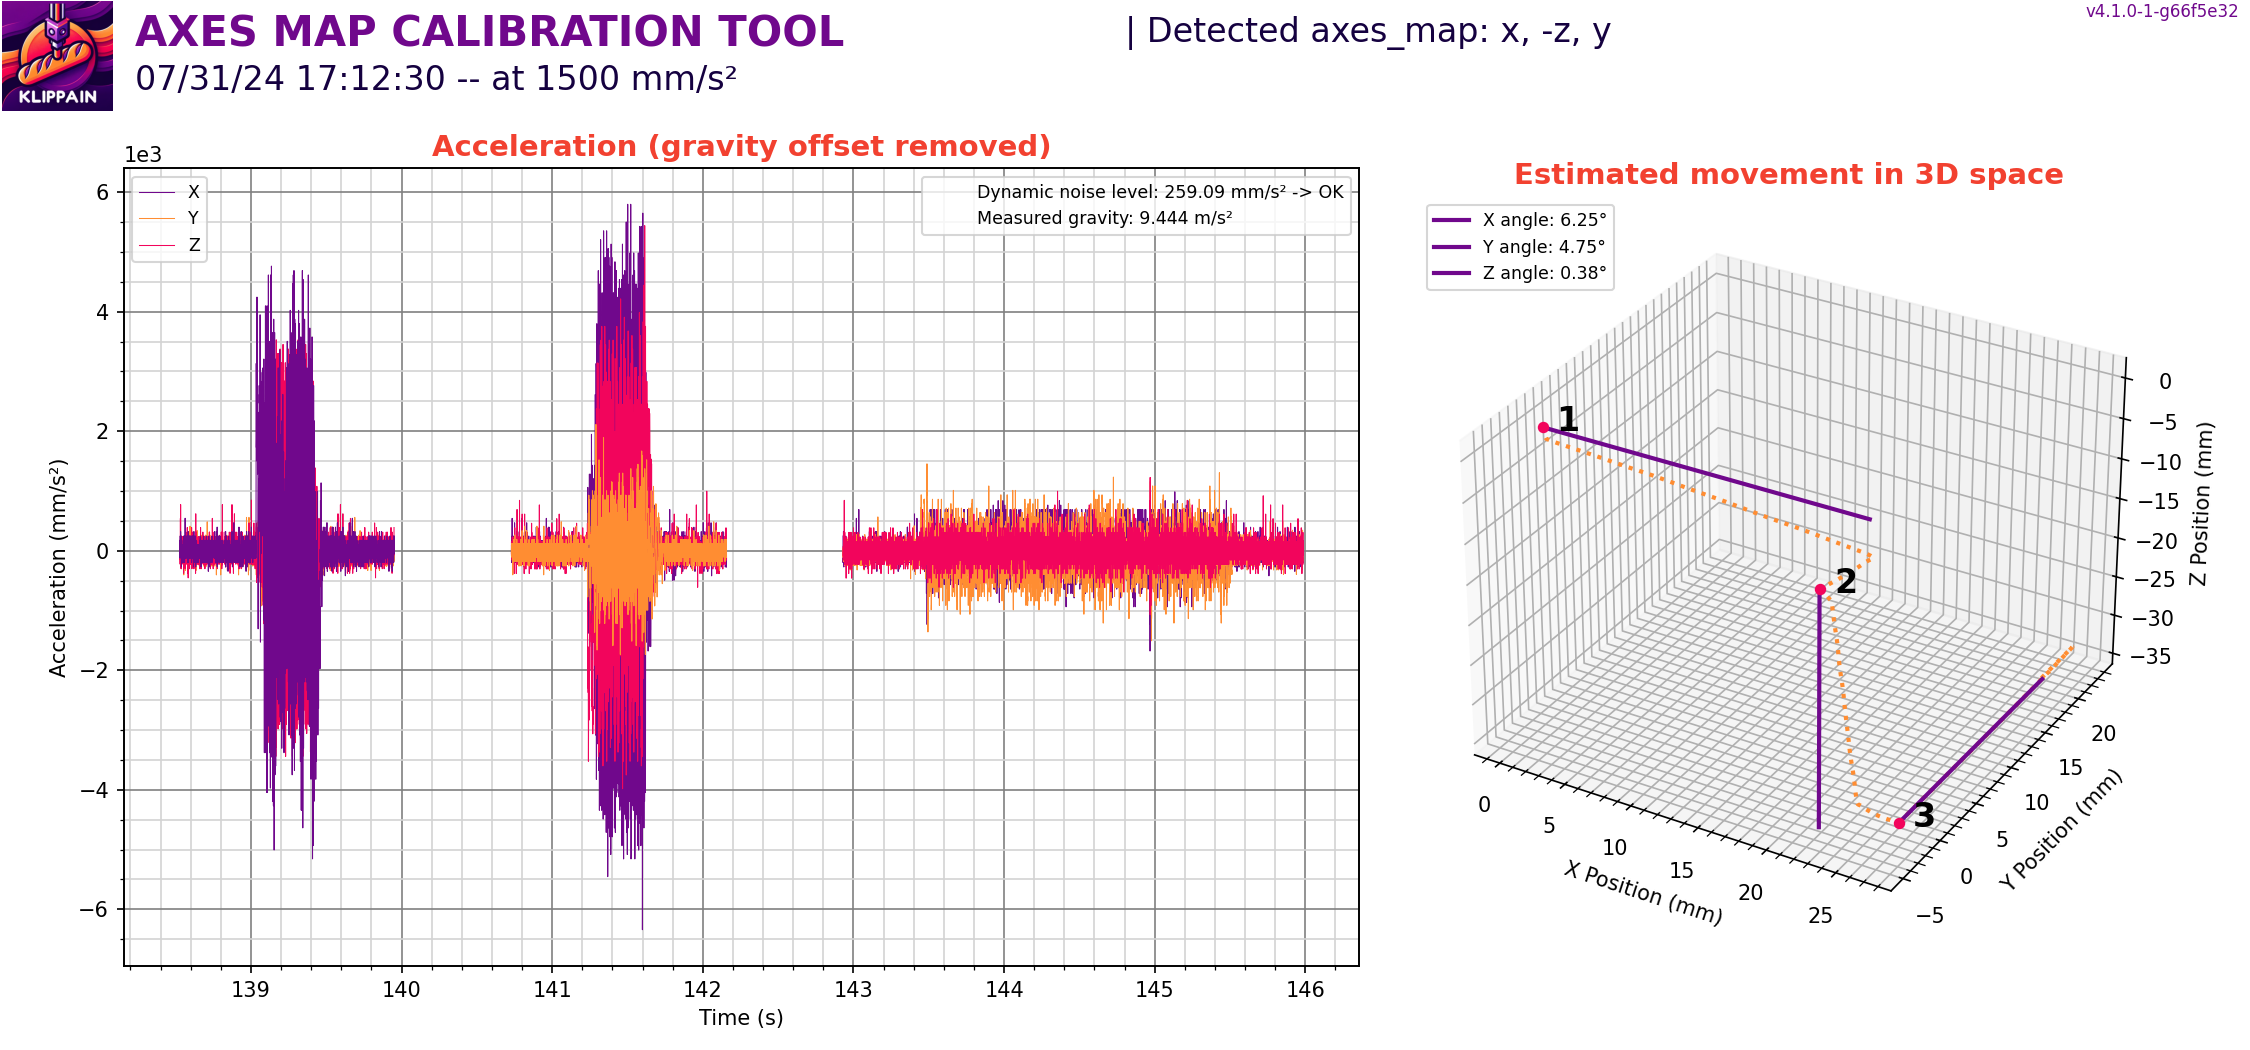 KLIPPAIN
AXES MAP CALIBRATION TOOL
07/31/24 17:12:30 -- at 1500 mm/s²
| Detected axes_map: x, -z, y
v4.1.0-1-g66f5e32
Acceleration (gravity offset removed)
1e3
X
Y
Z
Dynamic noise level: 259.09 mm/s² -> OK
Measured gravity: 9.444 m/s²
Acceleration (mm/s²)
6
4
2
0
−2
−4
−6
139 140 141 142 143 144 145 146
Time (s)
Estimated movement in 3D space
X angle: 6.25°
Y angle: 4.75°
Z angle: 0.38°
1
2
3
0
−5
−10
−15
−20
−25
−30
−35
Z Position (mm)
0 5 10 15 20 25
X Position (mm)
−5 0 5 10 15 20
Y Position (mm)